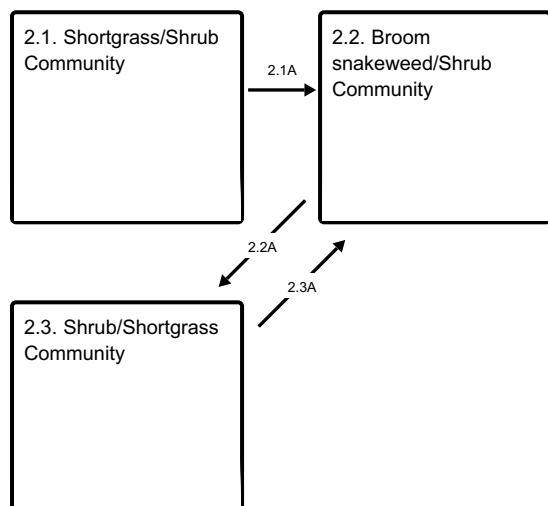 2.1. Shortgrass/Shrub
Community
2.1A
2.2. Broom
snakeweed/Shrub
Community
2.2A
2.3A
2.3. Shrub/Shortgrass
Community